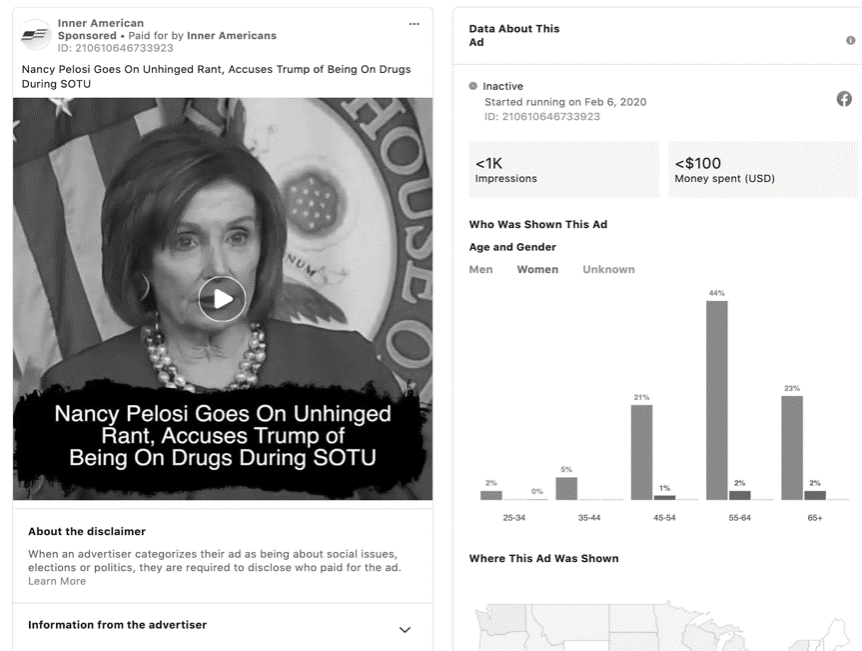 Inner American
Sponsored • Paid for by Inner Americans
ID: 210610646733923
Nancy Pelosi Goes On Unhinged Rant, Accuses Trump of Being On Drugs
During SOTU
HOUSE O
NUM
Nancy Pelosi Goes On Unhinged
Rant, Accuses Trump of
Being On Drugs During SOTU
About the disclaimer
When an advertiser categorizes their ad as being about social issues,
elections or politics, they are required to disclose who paid for the ad.
Learn More
Information from the advertiser
Data About This
Ad
Inactive
Started running on Feb 6, 2020
ID: 210610646733923
<1K
Impressions
<$100
Money spent (USD)
Who Was Shown This Ad
Age and Gender
Men Women Unknown
44%
21% 23%
2% 0% 5% 1% 2% 2%
25-34 35-44 45-54 55-64 65+
Where This Ad Was Shown